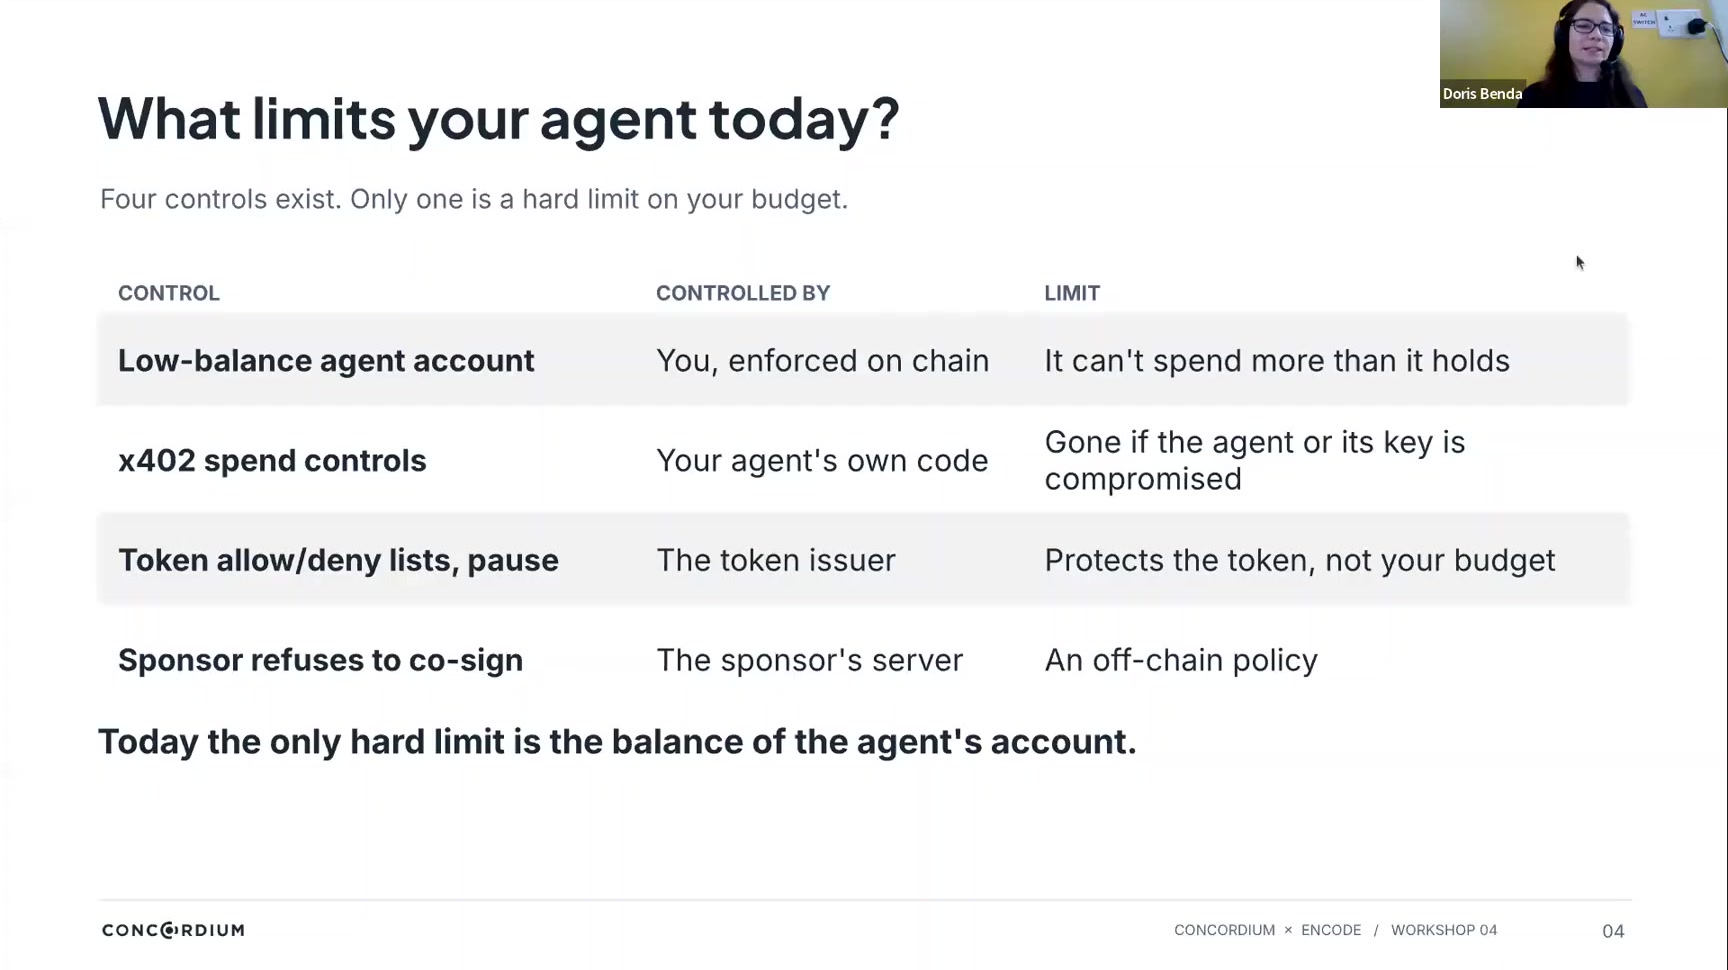 AC
SWITCH
Doris Benda
What limits your agent today?
Four controls exist. Only one is a hard limit on your budget.
CONTROL CONTROLLED BY LIMIT
Low-balance agent account You, enforced on chain It can't spend more than it holds
x402 spend controls Your agent's own code Gone if the agent or its key is
compromised
Token allow/deny lists, pause The token issuer Protects the token, not your budget
Sponsor refuses to co-sign The sponsor's server An off-chain policy
Today the only hard limit is the balance of the agent's account.
CONCORDIUM CONCORDIUM × ENCODE / WORKSHOP 04 04